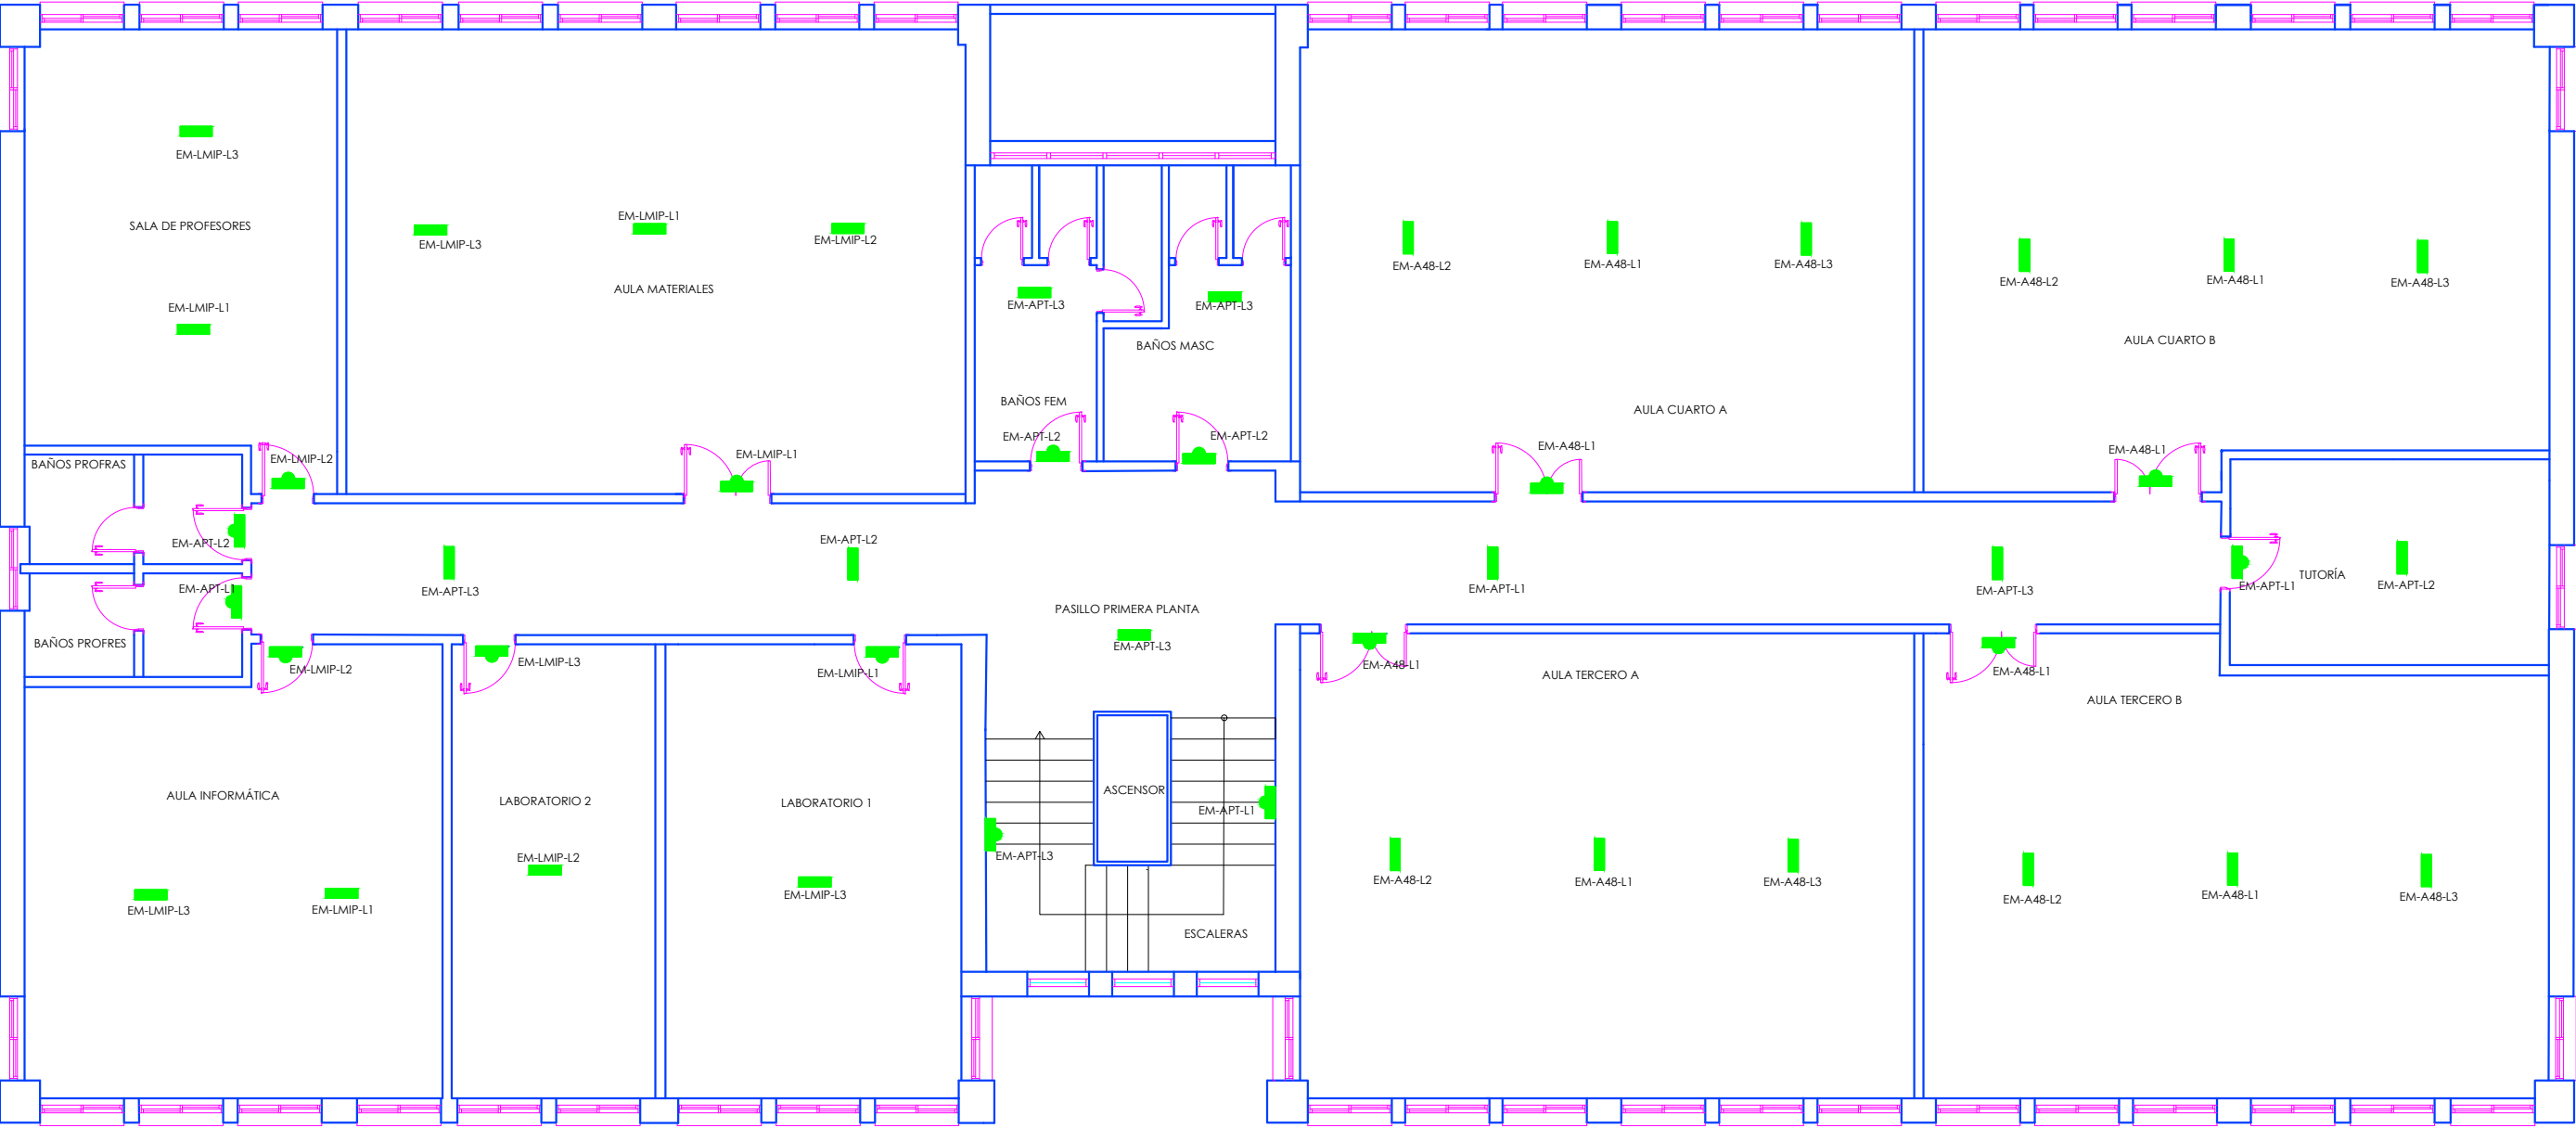 EM-LMIP-L3
SALA DE PROFESORES
EM-LMIP-L1
EM-LMIP-L3
EM-LMIP-L1
EM-LMIP-L2
AULA MATERIALES
EM-APT-L3
EM-APT-L3
BAÑOS MASC
BAÑOS FEM
EM-APT-L2
EM-APT-L2
EM-A48-L2
EM-A48-L1
EM-A48-L3
AULA CUARTO A
EM-A48-L1
EM-A48-L2
EM-A48-L1
EM-A48-L3
AULA CUARTO B
EM-A48-L1
BAÑOS PROFRAS
EM-LMIP-L2
EM-LMIP-L1
EM-APT-L2
EM-APT-L1
BAÑOS PROFRES
EM-APT-L3
EM-APT-L2
PASILLO PRIMERA PLANTA
EM-APT-L3
EM-APT-L1
EM-APT-L3
EM-APT-L1
TUTORÍA
EM-APT-L2
EM-LMIP-L2
EM-LMIP-L3
EM-LMIP-L1
EM-A48-L1
AULA TERCERO A
EM-A48-L1
AULA TERCERO B
AULA INFORMÁTICA
LABORATORIO 2
LABORATORIO 1
ASCENSOR
EM-APT-L1
EM-APT-L3
EM-LMIP-L2
EM-LMIP-L3
EM-LMIP-L1
EM-LMIP-L3
ESCALERAS
EM-A48-L2
EM-A48-L1
EM-A48-L3
EM-A48-L2
EM-A48-L1
EM-A48-L3